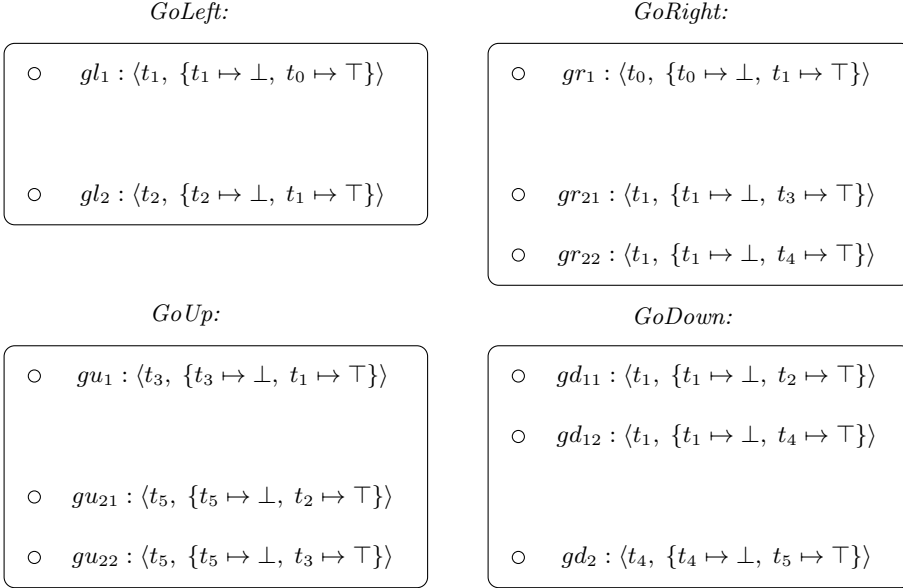 GoLeft:
gl₁ : ⟨t₁, {t₁ ↦ ⊥, t₀ ↦ ⊤}⟩
gl₂ : ⟨t₂, {t₂ ↦ ⊥, t₁ ↦ ⊤}⟩
GoRight:
gr₁ : ⟨t₀, {t₀ ↦ ⊥, t₁ ↦ ⊤}⟩
gr₂₁ : ⟨t₁, {t₁ ↦ ⊥, t₃ ↦ ⊤}⟩
gr₂₂ : ⟨t₁, {t₁ ↦ ⊥, t₄ ↦ ⊤}⟩
GoUp:
gu₁ : ⟨t₃, {t₃ ↦ ⊥, t₁ ↦ ⊤}⟩
gu₂₁ : ⟨t₅, {t₅ ↦ ⊥, t₂ ↦ ⊤}⟩
gu₂₂ : ⟨t₅, {t₅ ↦ ⊥, t₃ ↦ ⊤}⟩
GoDown:
gd₁₁ : ⟨t₁, {t₁ ↦ ⊥, t₂ ↦ ⊤}⟩
gd₁₂ : ⟨t₁, {t₁ ↦ ⊥, t₄ ↦ ⊤}⟩
gd₂ : ⟨t₄, {t₄ ↦ ⊥, t₅ ↦ ⊤}⟩